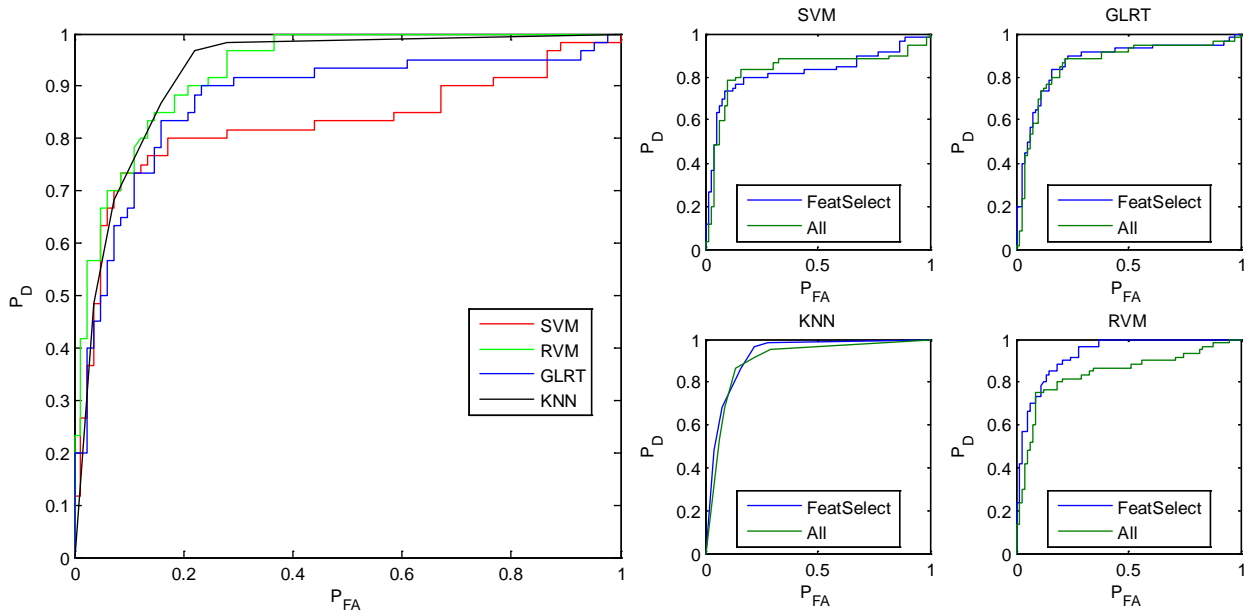 1
0.9
0.8
0.7
0.6
0.5
0.4
0.3
0.2
0.1
0
P_D
SVM
RVM
GLRT
KNN
0 0.2 0.4 0.6 0.8 1
P_FA
SVM
1
0.8
0.6
0.4
0.2
0
P_D
FeatSelect
All
0 0.5 1
P_FA
GLRT
1
0.8
0.6
0.4
0.2
0
P_D
FeatSelect
All
0 0.5 1
P_FA
KNN
1
0.8
0.6
0.4
0.2
0
P_D
FeatSelect
All
0 0.5 1
P_FA
RVM
1
0.8
0.6
0.4
0.2
0
P_D
FeatSelect
All
0 0.5 1
P_FA